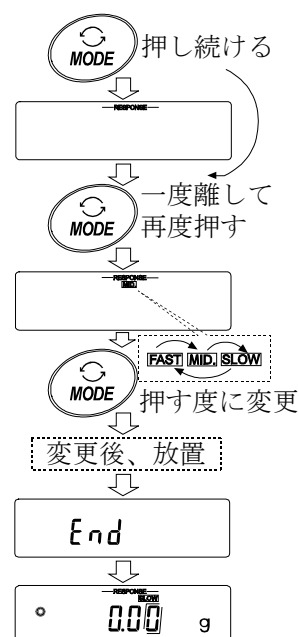 MODE 押し続ける
RESPONSE
MODE 一度離して
再度押す
RESPONSE
MID.
FAST MID. SLOW
MODE 押す度に変更
変更後、放置
End
RESPONSE
SLOW
0.00 g